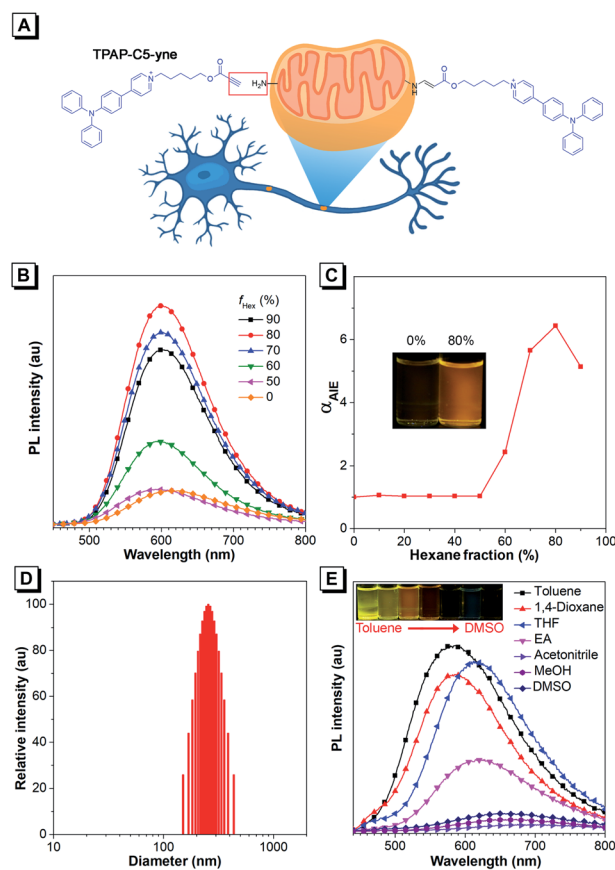 A
TPAP-C5-yne
O
O
N+
H2N
N
H
O
O
N+
N
N
B
fHex (%)
90
80
70
60
50
0
PL intensity (au)
500 600 700 800
Wavelength (nm)
C
0% 80%
αAIE
6
4
2
0
0 20 40 60 80 100
Hexane fraction (%)
D
Relative intensity (au)
100
80
60
40
20
0
10 100 1000
Diameter (nm)
E
Toluene DMSO
Toluene
1,4-Dioxane
THF
EA
Acetonitrile
MeOH
DMSO
PL intensity (au)
500 600 700 800
Wavelength (nm)